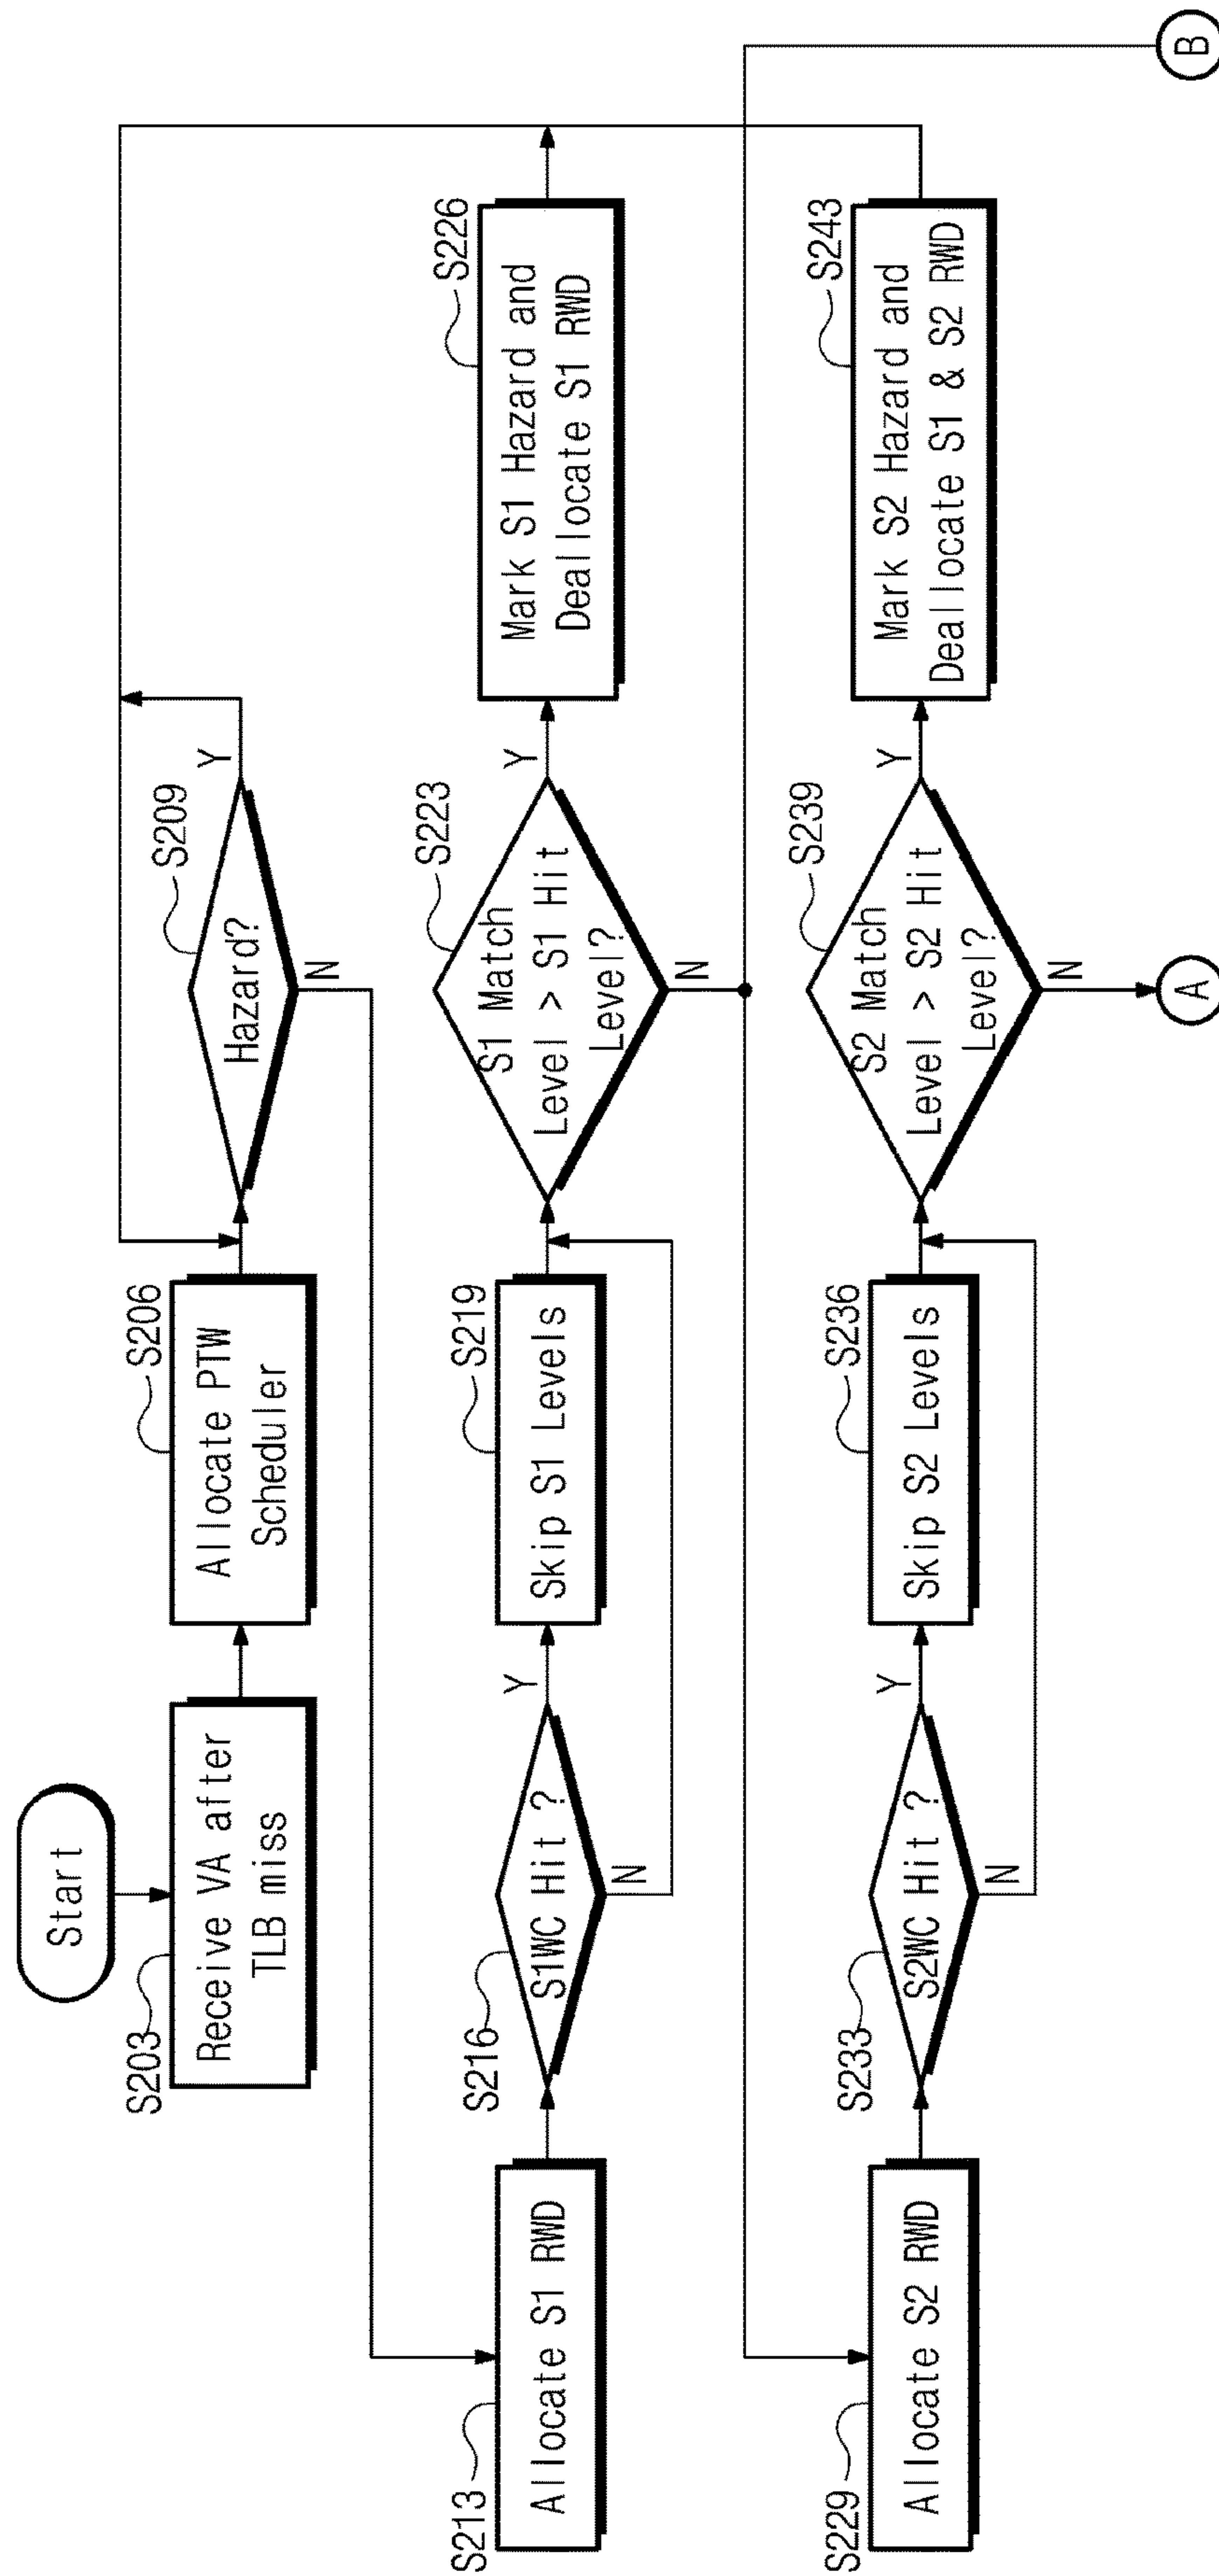 Start
S203
Receive VA after
TLB miss
S206
Allocate PTW
Scheduler
S209
Hazard?
Y
N
S213
Allocate S1 RWD
S216
S1WC Hit ?
Y
N
S219
Skip S1 Levels
S223
S1 Match
Level > S1 Hit
Level?
Y
N
S226
Mark S1 Hazard and
Deallocate S1 RWD
S229
Allocate S2 RWD
S233
S2WC Hit ?
Y
N
S236
Skip S2 Levels
S239
S2 Match
Level > S2 Hit
Level?
Y
N
S243
Mark S2 Hazard and
Deallocate S1 & S2 RWD
A
B